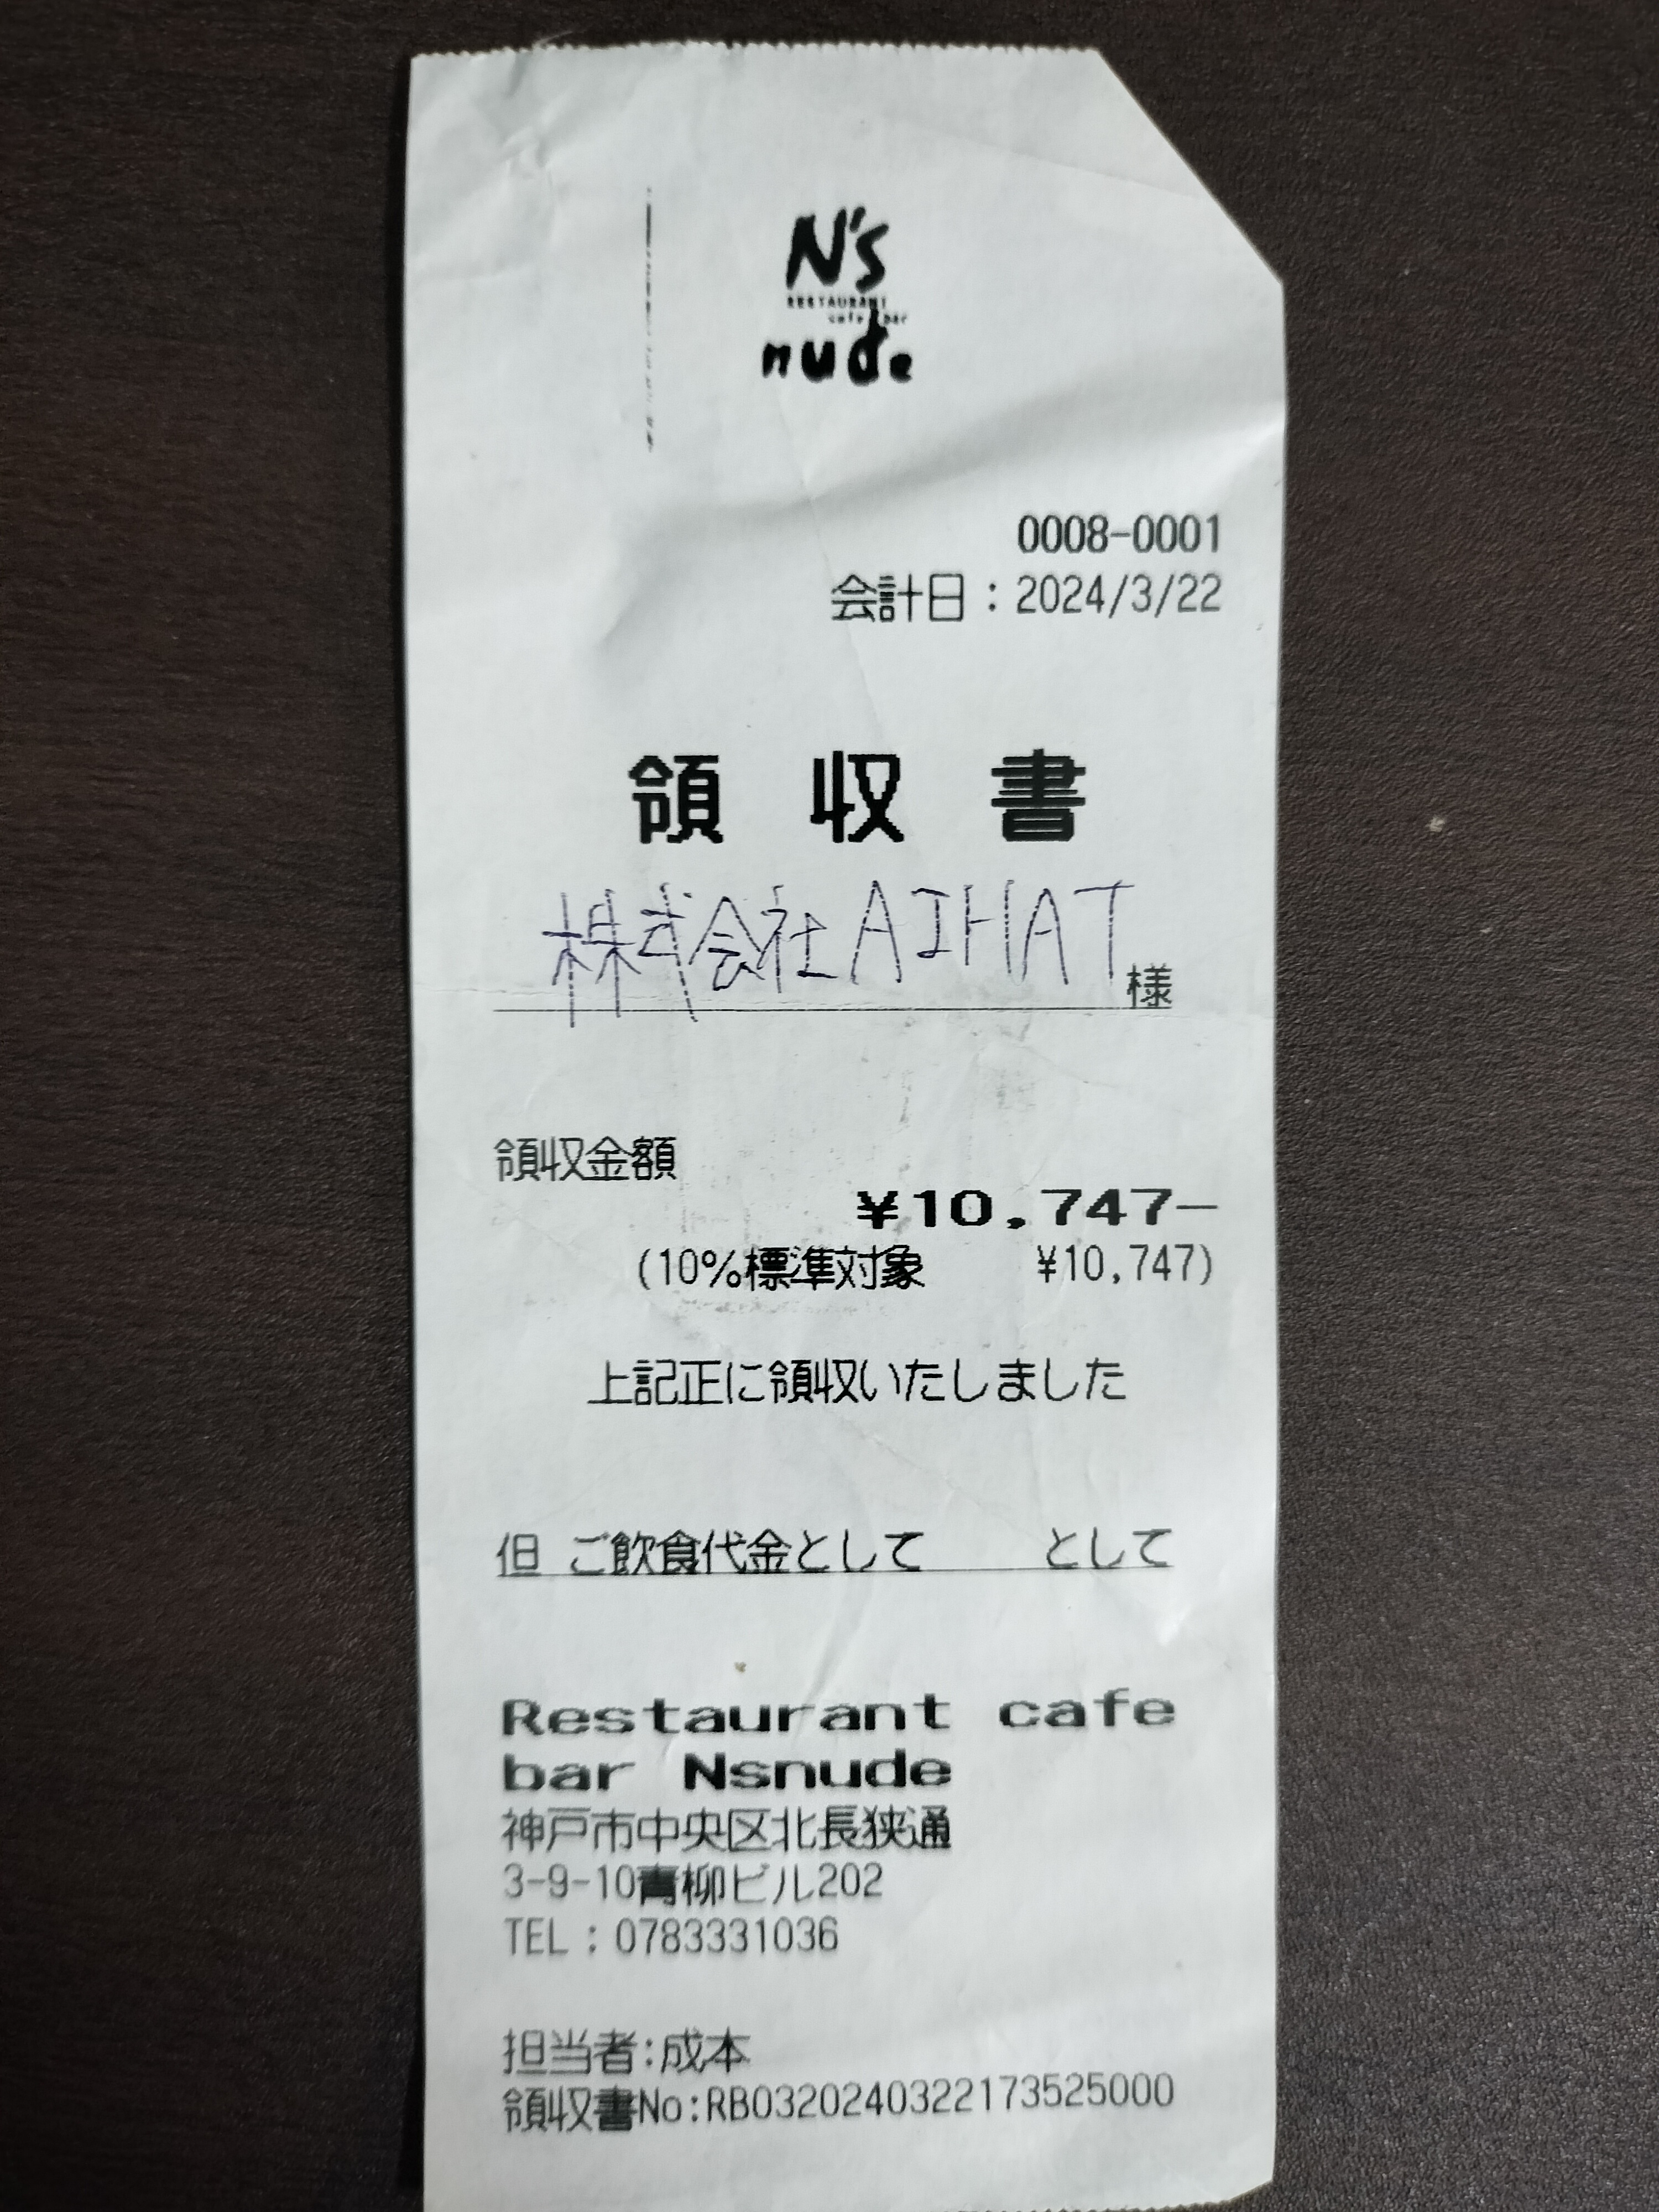 N's
RESTAURANT
cafe bar
nude
0008-0001
会計日：2024/3/22
領収書
株式会社AIHAT様
領収金額
¥10,747−
(10%標準対象 ¥10,747)
上記正に領収いたしました
但 ご飲食代金として として
Restaurant cafe
bar Nsnude
神戸市中央区北長狭通
3-9-10青柳ビル202
TEL：0783331036
担当者:成本
領収書No:RB0320240322173525000